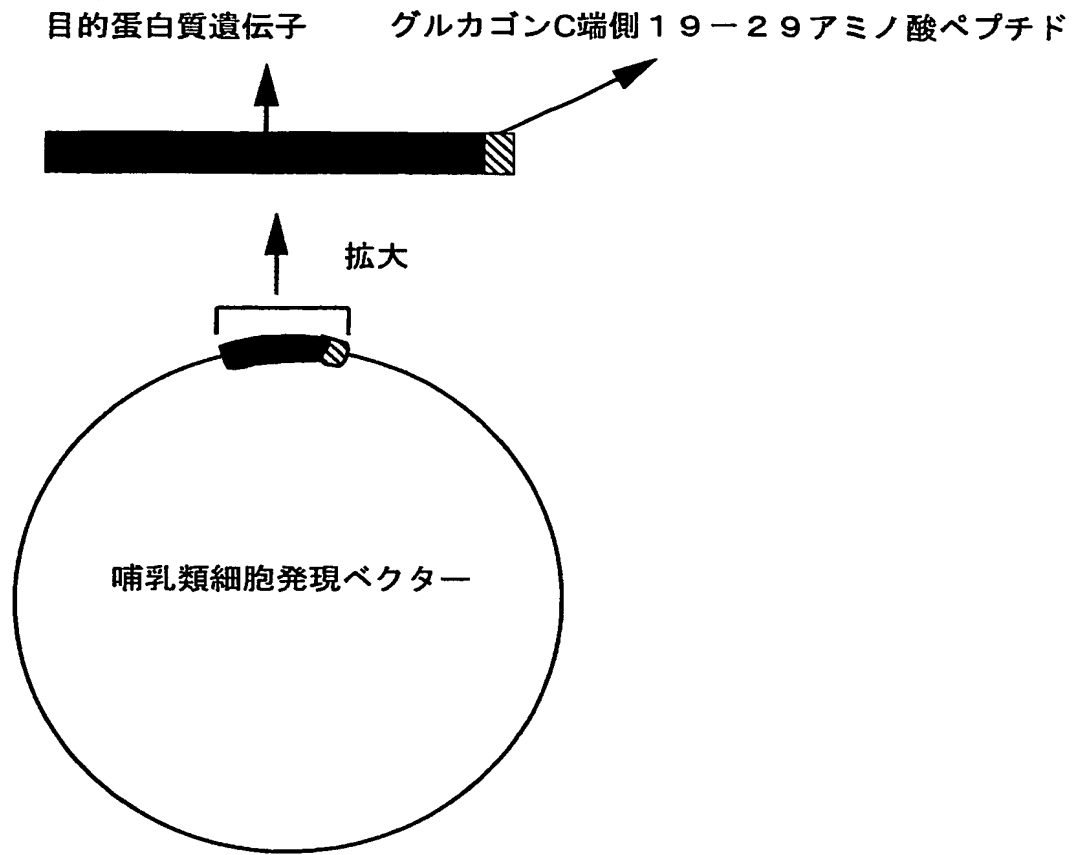 目的蛋白質遺伝子
グルカゴンC端側１９－２９アミノ酸ペプチド
拡大
哺乳類細胞発現ベクター